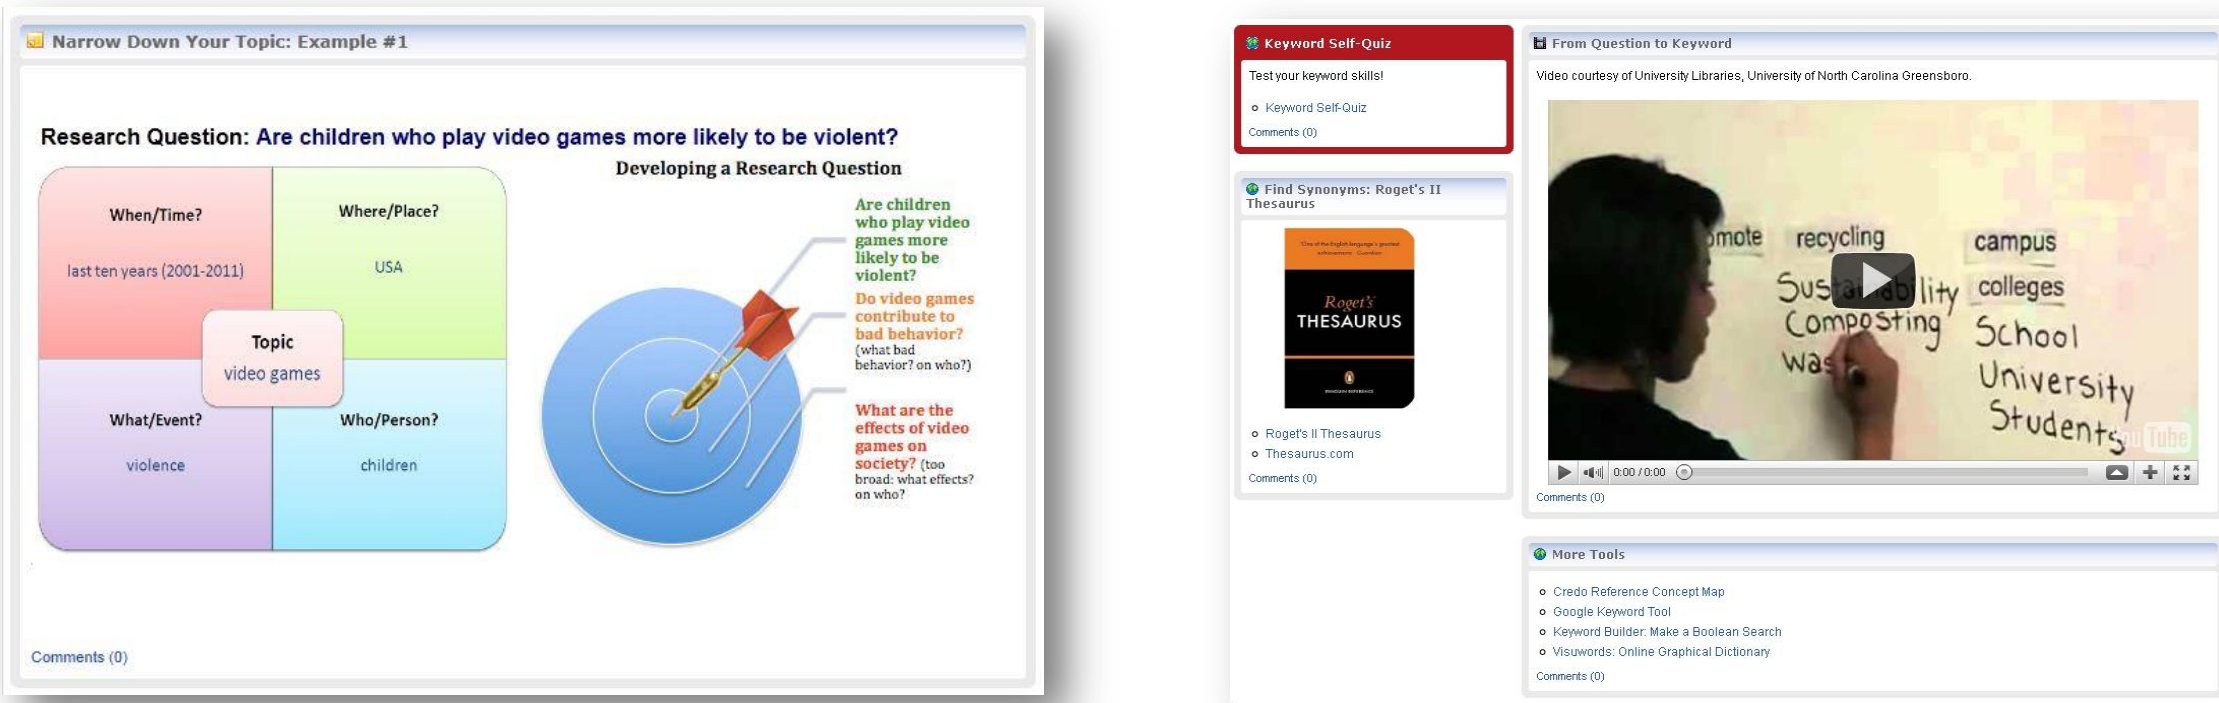 Narrow Down Your Topic: Example #1
Research Question: Are children who play video games more likely to be violent?
When/Time?
last ten years (2001-2011)
Where/Place?
USA
Topic
video games
What/Event?
violence
Who/Person?
children
Developing a Research Question
Are children
who play video
games more
likely to be
violent?
Do video games
contribute to
bad behavior?
(what bad
behavior? on who?)
What are the
effects of video
games on
society? (too
broad: what effects?
on who?
Comments (0)
Keyword Self-Quiz
Test your keyword skills!
Keyword Self-Quiz
Comments (0)
Find Synonyms: Roget's II
Thesaurus
Roget's
THESAURUS
Roget's II Thesaurus
Thesaurus.com
Comments (0)
From Question to Keyword
Video courtesy of University Libraries, University of North Carolina Greensboro.
omote recycling campus
colleges
Composting
School
was
University
Students
You Tube
0:00 / 0:00
Comments (0)
More Tools
Credo Reference Concept Map
Google Keyword Tool
Keyword Builder: Make a Boolean Search
Visuwords: Online Graphical Dictionary
Comments (0)